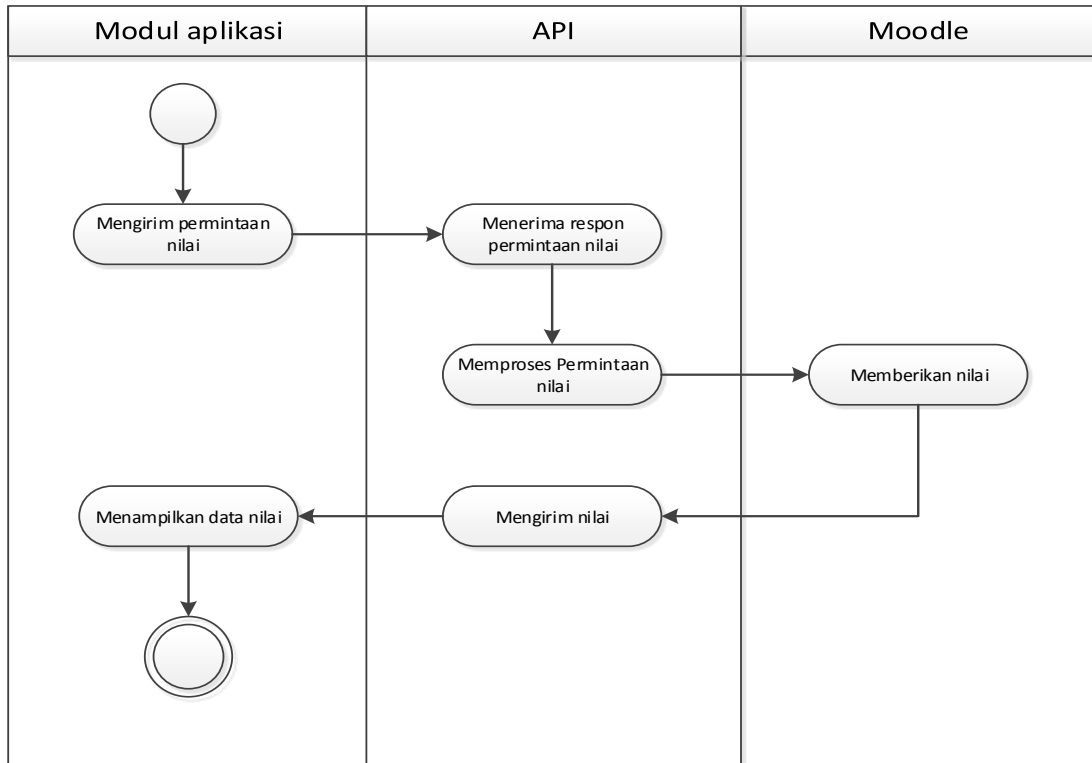 Modul aplikasi
API
Moodle
Mengirim permintaan
nilai
Menerima respon
permintaan nilai
Memproses Permintaan
nilai
Memberikan nilai
Menampilkan data nilai
Mengirim nilai